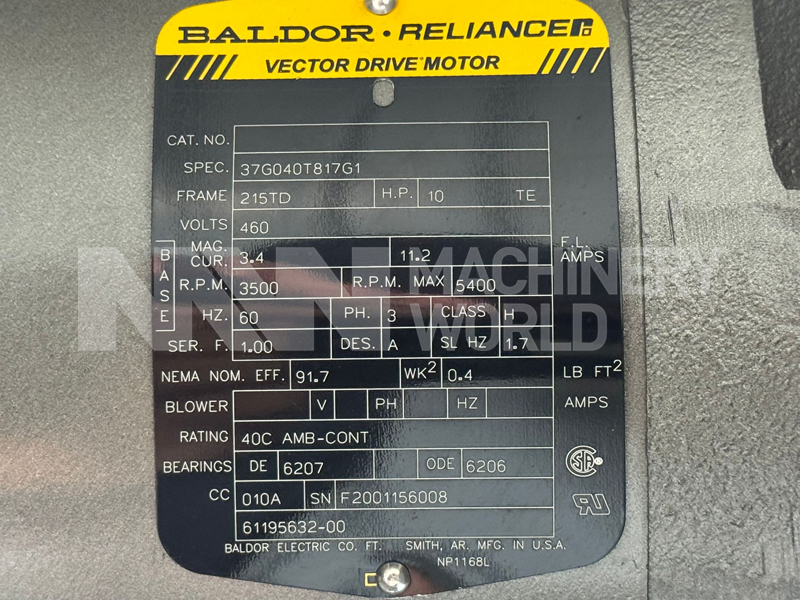 BALDOR • RELIANCE
VECTOR DRIVE MOTOR
CAT. NO.
SPEC. 37G040T817G1
FRAME 215TD H.P. 10 TE
VOLTS 460
BASE
MAG. CUR. 3.4 11.2 F.L. AMPS
R.P.M. 3500 R.P.M. MAX 5400
HZ. 60 PH. 3 CLASS H
SER. F. 1.00 DES. A SL HZ 1.7
NEMA NOM. EFF. 91.7 WK² 0.4 LB FT²
BLOWER V PH HZ AMPS
RATING 40C AMB-CONT
BEARINGS DE 6207 ODE 6206
CC 010A SN F2001156008
61195632-00
BALDOR ELECTRIC CO. FT. SMITH, AR. MFG. IN U.S.A.
NP1168L
MACHINERY
WORLD